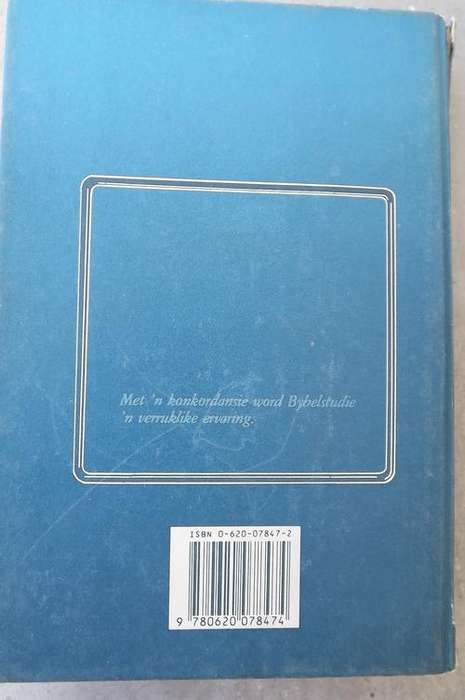 Met 'n konkordansie word Bybelstudie
'n verruklike ervaring.
ISBN 0-620-07847-2
9 780620 078474